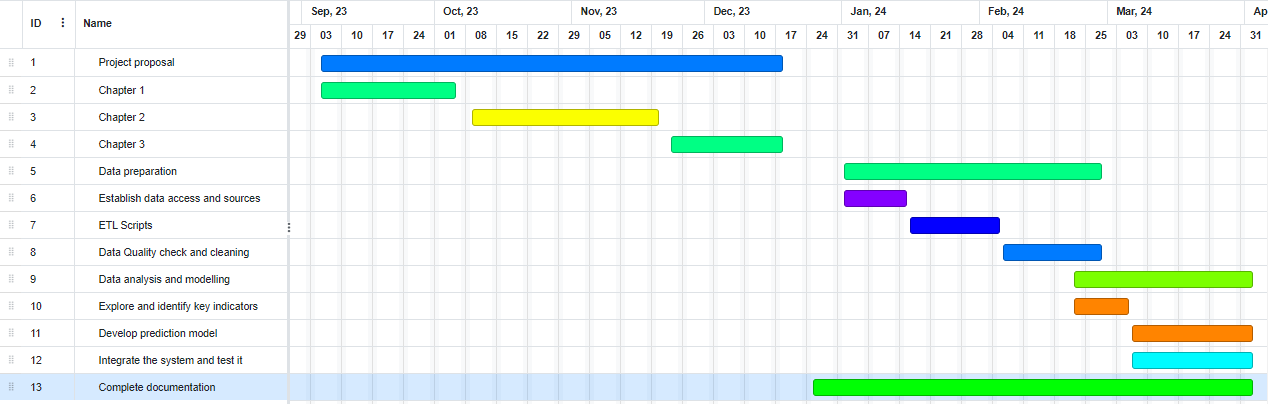 ID Name Sep, 23 Oct, 23 Nov, 23 Dec, 23 Jan, 24 Feb, 24 Mar, 24 Ap
29 03 10 17 24 01 08 15 22 29 05 12 19 26 03 10 17 24 31 07 14 21 28 04 11 18 25 03 10 17 24 31
1 Project proposal
2 Chapter 1
3 Chapter 2
4 Chapter 3
5 Data preparation
6 Establish data access and sources
7 ETL Scripts
8 Data Quality check and cleaning
9 Data analysis and modelling
10 Explore and identify key indicators
11 Develop prediction model
12 Integrate the system and test it
13 Complete documentation